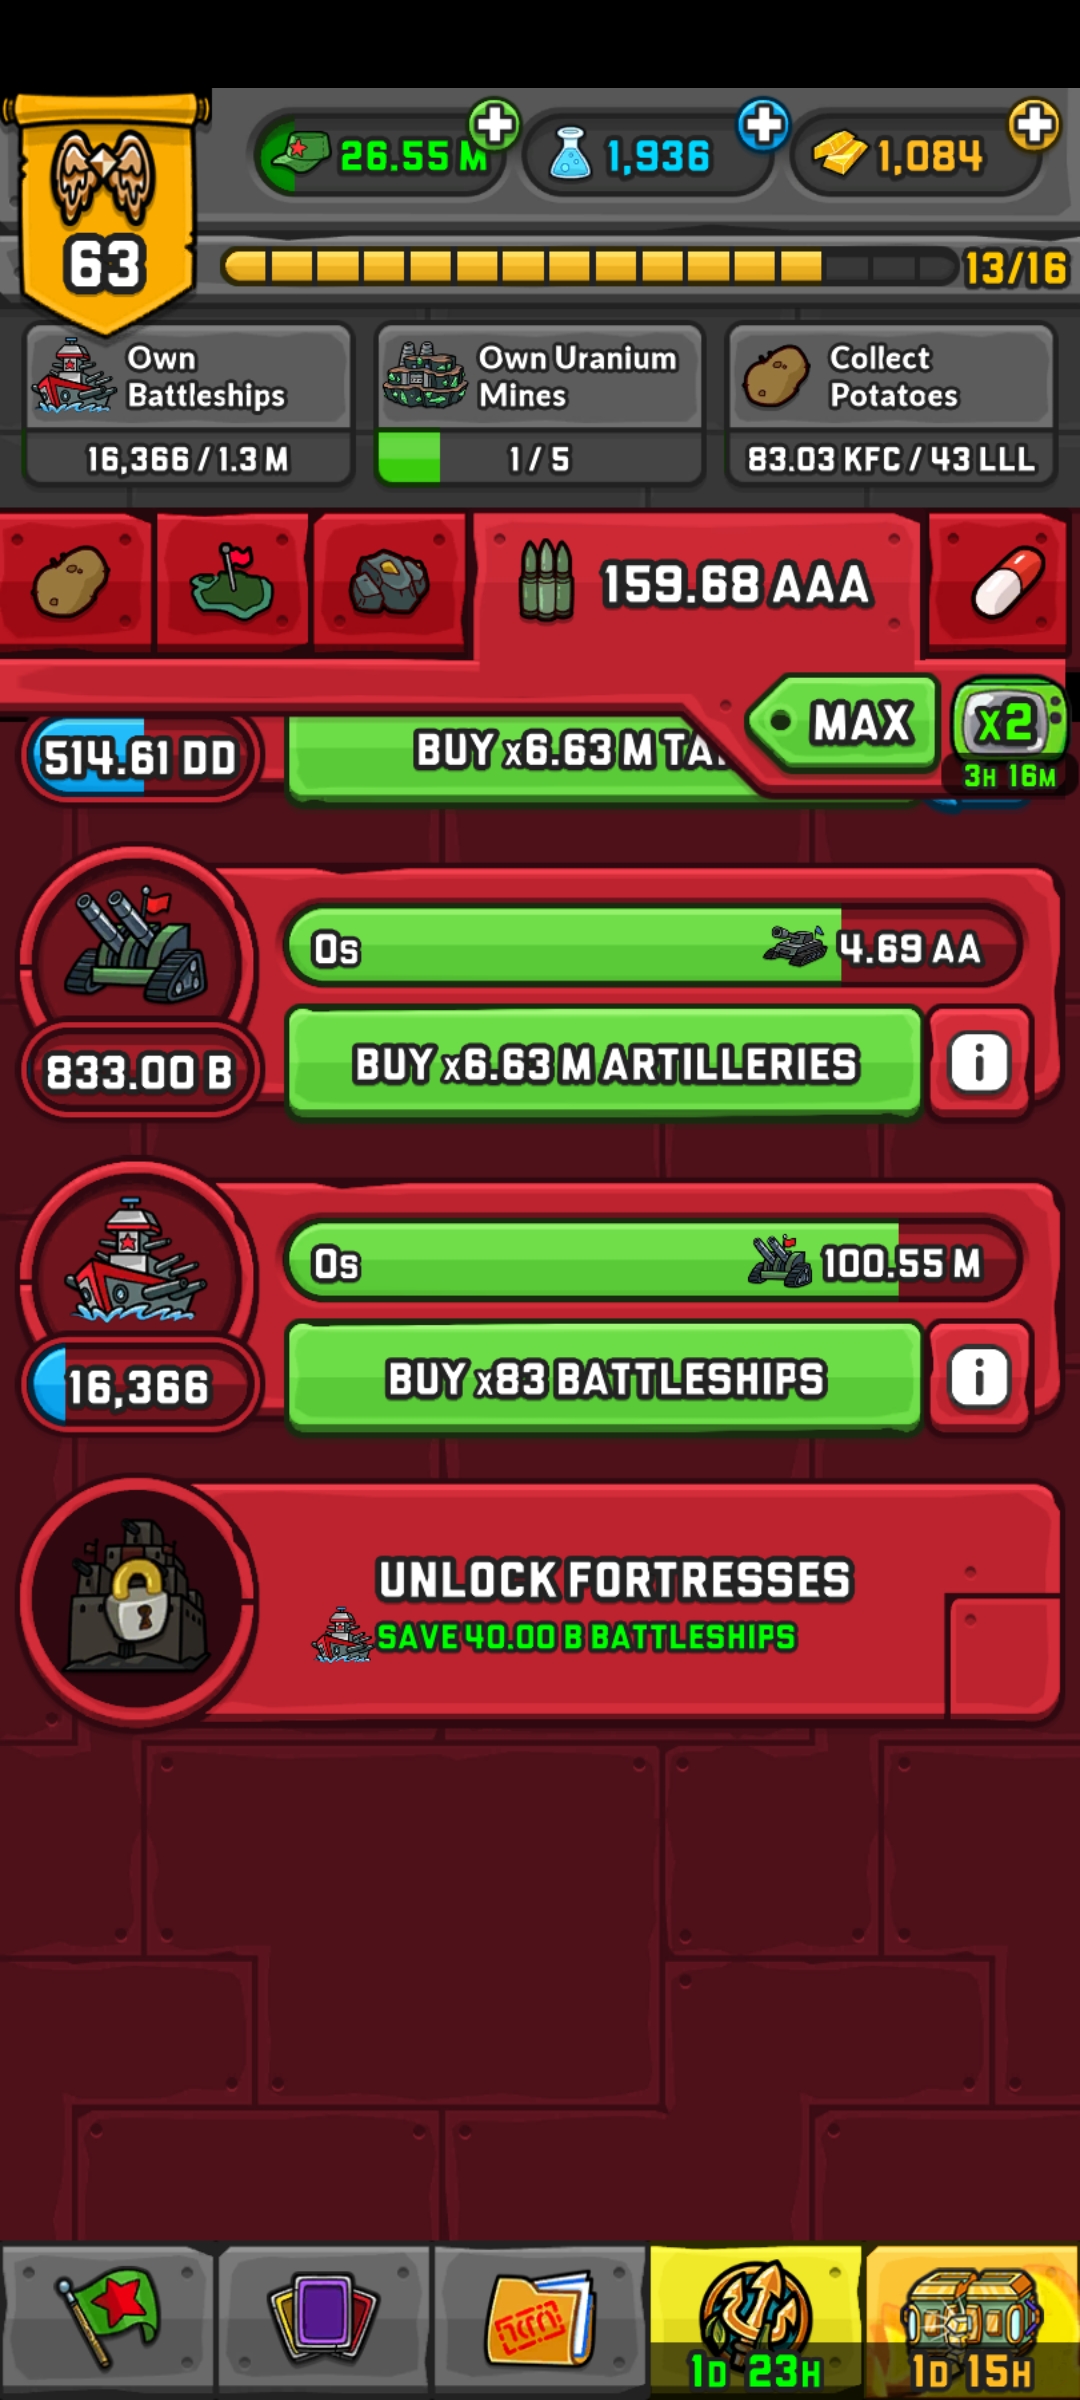 26.55 M
1,936
1,084
63
13/16
Own
Battleships
16,366 / 1.3 M
Own Uranium
Mines
1 / 5
Collect
Potatoes
83.03 KFC / 43 LLL
159.68 AAA
MAX
x2
3H 16M
514.61 DD
BUY x6.63 M
0s
4.69 AA
833.00 B
BUY x6.63 M ARTILLERIES
i
0s
100.55 M
16,366
BUY x83 BATTLESHIPS
i
UNLOCK FORTRESSES
SAVE 40.00 B BATTLESHIPS
1D 23H
1D 15H